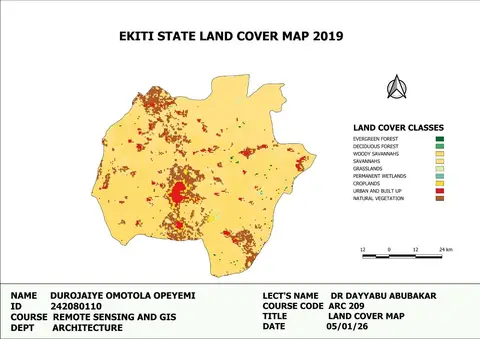 EKITI STATE LAND COVER MAP 2019
LAND COVER CLASSES
EVERGREEN FOREST
DECIDUOUS FOREST
WOODY SAVANNAHS
SAVANNAHS
GRASSLANDS
PERMANENT WETLANDS
CROPLANDS
URBAN AND BUILT UP
NATURAL VEGETATION
12 0 12 24 km
NAME DUROJAIYE OMOTOLA OPEYEMI
ID 242080110
COURSE REMOTE SENSING AND GIS
DEPT ARCHITECTURE
LECT'S NAME DR DAYYABU ABUBAKAR
COURSE CODE ARC 209
TITLE LAND COVER MAP
DATE 05/01/26